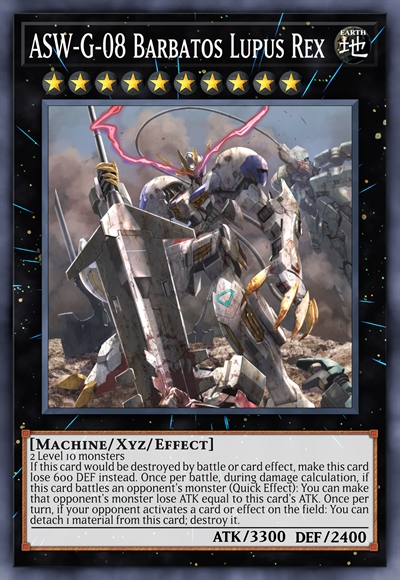 ASW-G-08 Barbatos Lupus Rex
EARTH
地
[Machine/Xyz/Effect]
2 Level 10 monsters
If this card would be destroyed by battle or card effect, make this card
lose 600 DEF instead. Once per battle, during damage calculation, if
this card battles an opponent's monster (Quick Effect): You can make
that opponent's monster lose ATK equal to this card's ATK. Once per
turn, if your opponent activates a card or effect on the field: You can
detach 1 material from this card; destroy it.
ATK/3300 DEF/2400